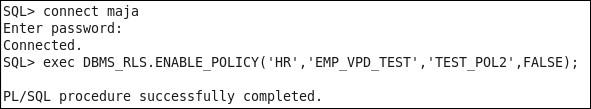 SQL> connect maja
Enter password:
Connected.
SQL> exec DBMS_RLS.ENABLE_POLICY('HR','EMP_VPD_TEST','TEST_POL2',FALSE);
PL/SQL procedure successfully completed.